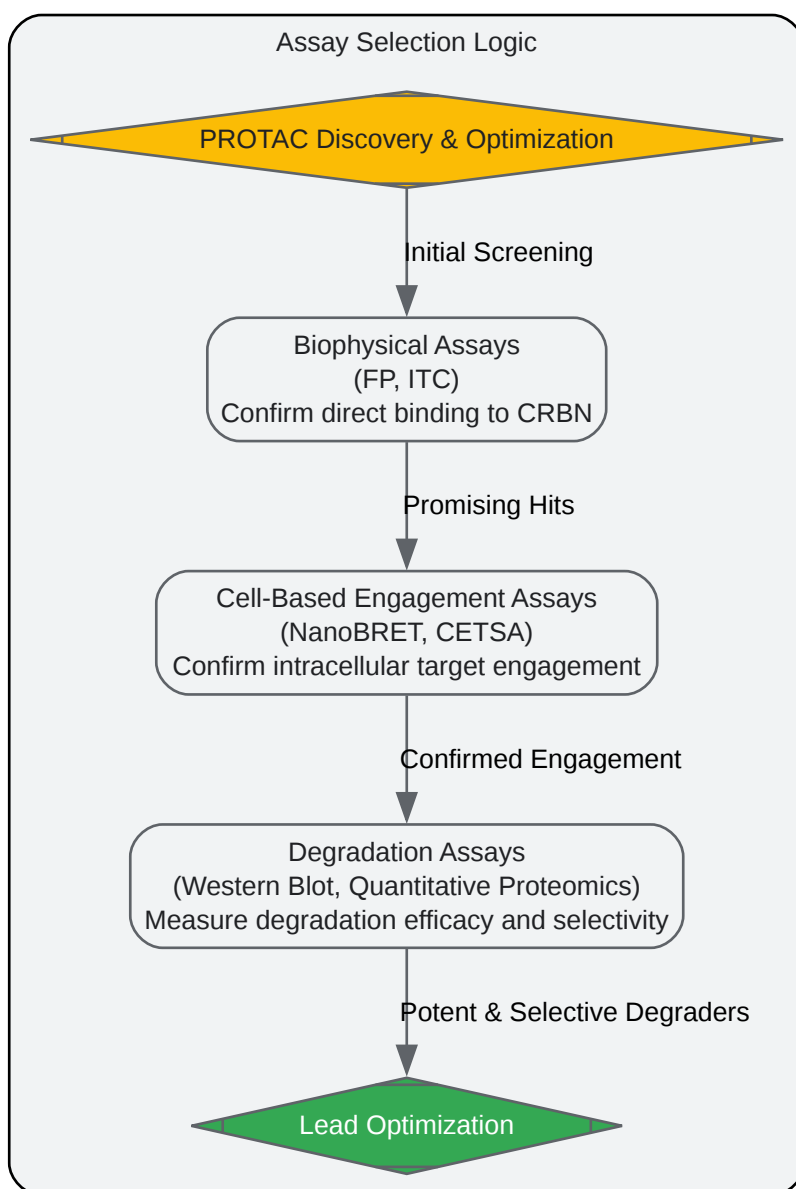 Assay Selection Logic
PROTAC Discovery & Optimization
Initial Screening
Biophysical Assays
(FP, ITC)
Confirm direct binding to CRBN
Promising Hits
Cell-Based Engagement Assays
(NanoBRET, CETSA)
Confirm intracellular target engagement
Confirmed Engagement
Degradation Assays
(Western Blot, Quantitative Proteomics)
Measure degradation efficacy and selectivity
Potent & Selective Degraders
Lead Optimization